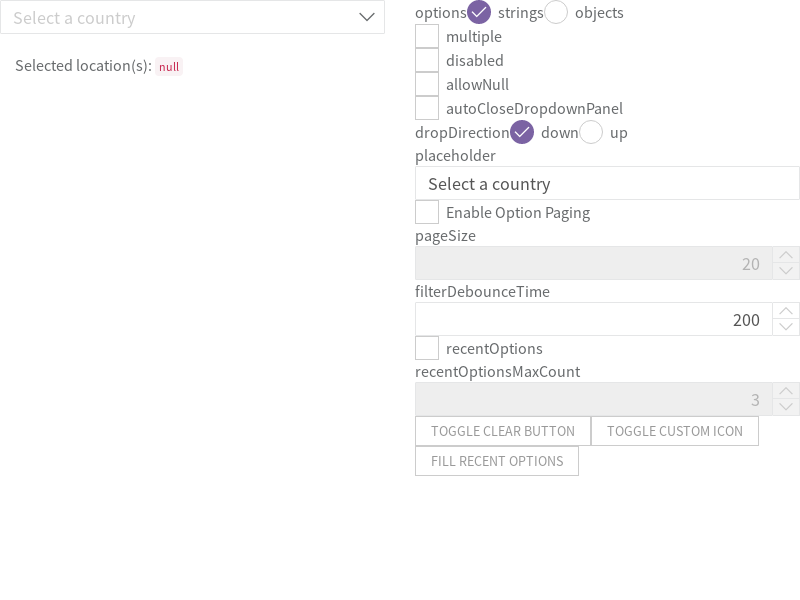 Select a country
Selected location(s): null
options strings objects
multiple
disabled
allowNull
autoCloseDropdownPanel
dropDirection down up
placeholder
Select a country
Enable Option Paging
pageSize
20
filterDebounceTime
200
recentOptions
recentOptionsMaxCount
3
TOGGLE CLEAR BUTTON TOGGLE CUSTOM ICON
FILL RECENT OPTIONS